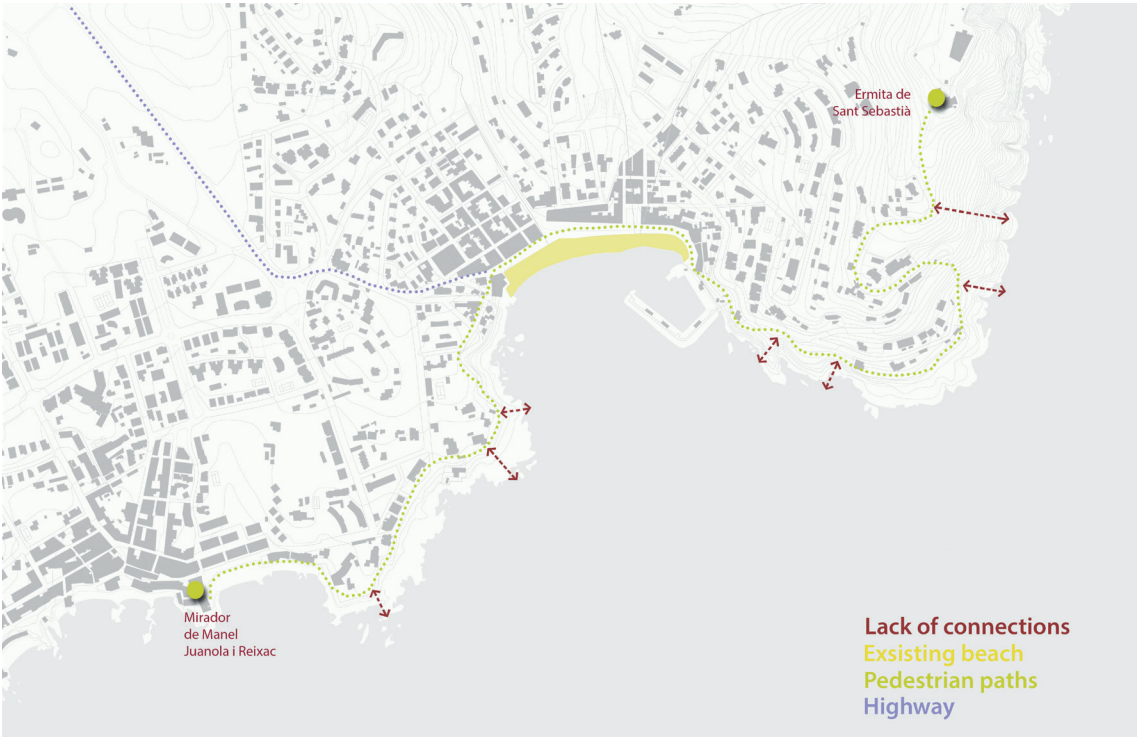 Ermita de
Sant Sebastià
Mirador
de Manel
Juanola i Reixac
Lack of connections
Exsisting beach
Pedestrian paths
Highway